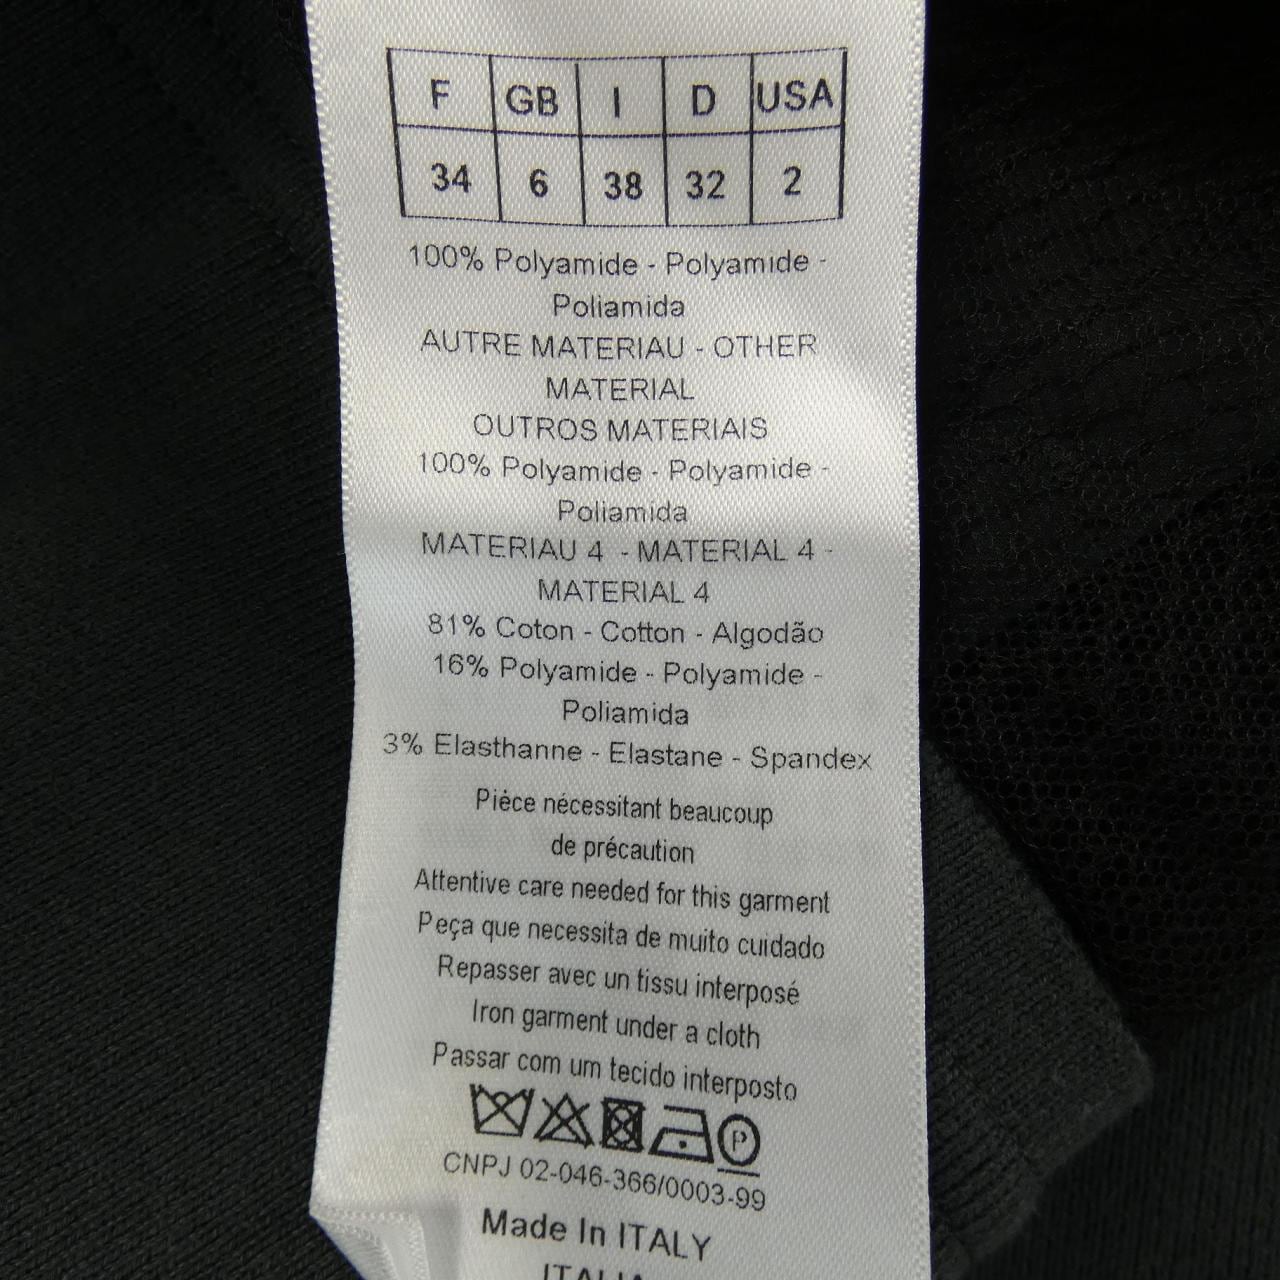 F GB I D USA
34 6 38 32 2
100% Polyamide - Polyamide -
Poliamida
AUTRE MATERIAU - OTHER
MATERIAL
OUTROS MATERIAIS
100% Polyamide - Polyamide -
Poliamida
MATERIAU 4 - MATERIAL 4 -
MATERIAL 4
81% Coton - Cotton - Algodão
16% Polyamide - Polyamide -
Poliamida
3% Elasthanne - Elastane - Spandex
Pièce nécessitant beaucoup
de précaution
Attentive care needed for this garment
Peça que necessita de muito cuidado
Repasser avec un tissu interposé
Iron garment under a cloth
Passar com um tecido interposto
P
CNPJ 02-046-366/0003-99
Made In ITALY
ITALIA